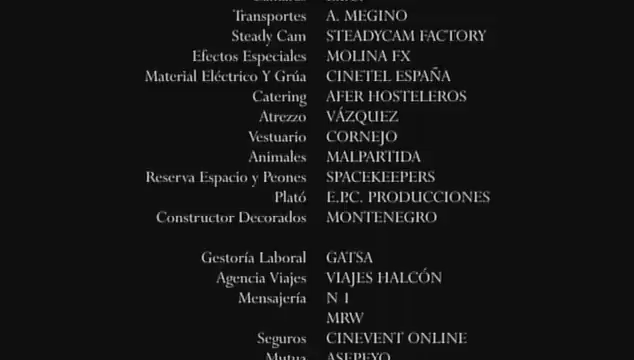 Transportes A. MEGINO
Steady Cam STEADYCAM FACTORY
Efectos Especiales MOLINA FX
Material Eléctrico Y Grúa CINETEL ESPAÑA
Catering AFER HOSTELEROS
Atrezzo VÁZQUEZ
Vestuario CORNEJO
Animales MALPARTIDA
Reserva Espacio y Peones SPACEKEEPERS
Plató E.P.C. PRODUCCIONES
Constructor Decorados MONTENEGRO
Gestoría Laboral GATSA
Agencia Viajes VIAJES HALCÓN
Mensajería N 1
MRW
Seguros CINEVENT ONLINE
Mutua ASEPEYO